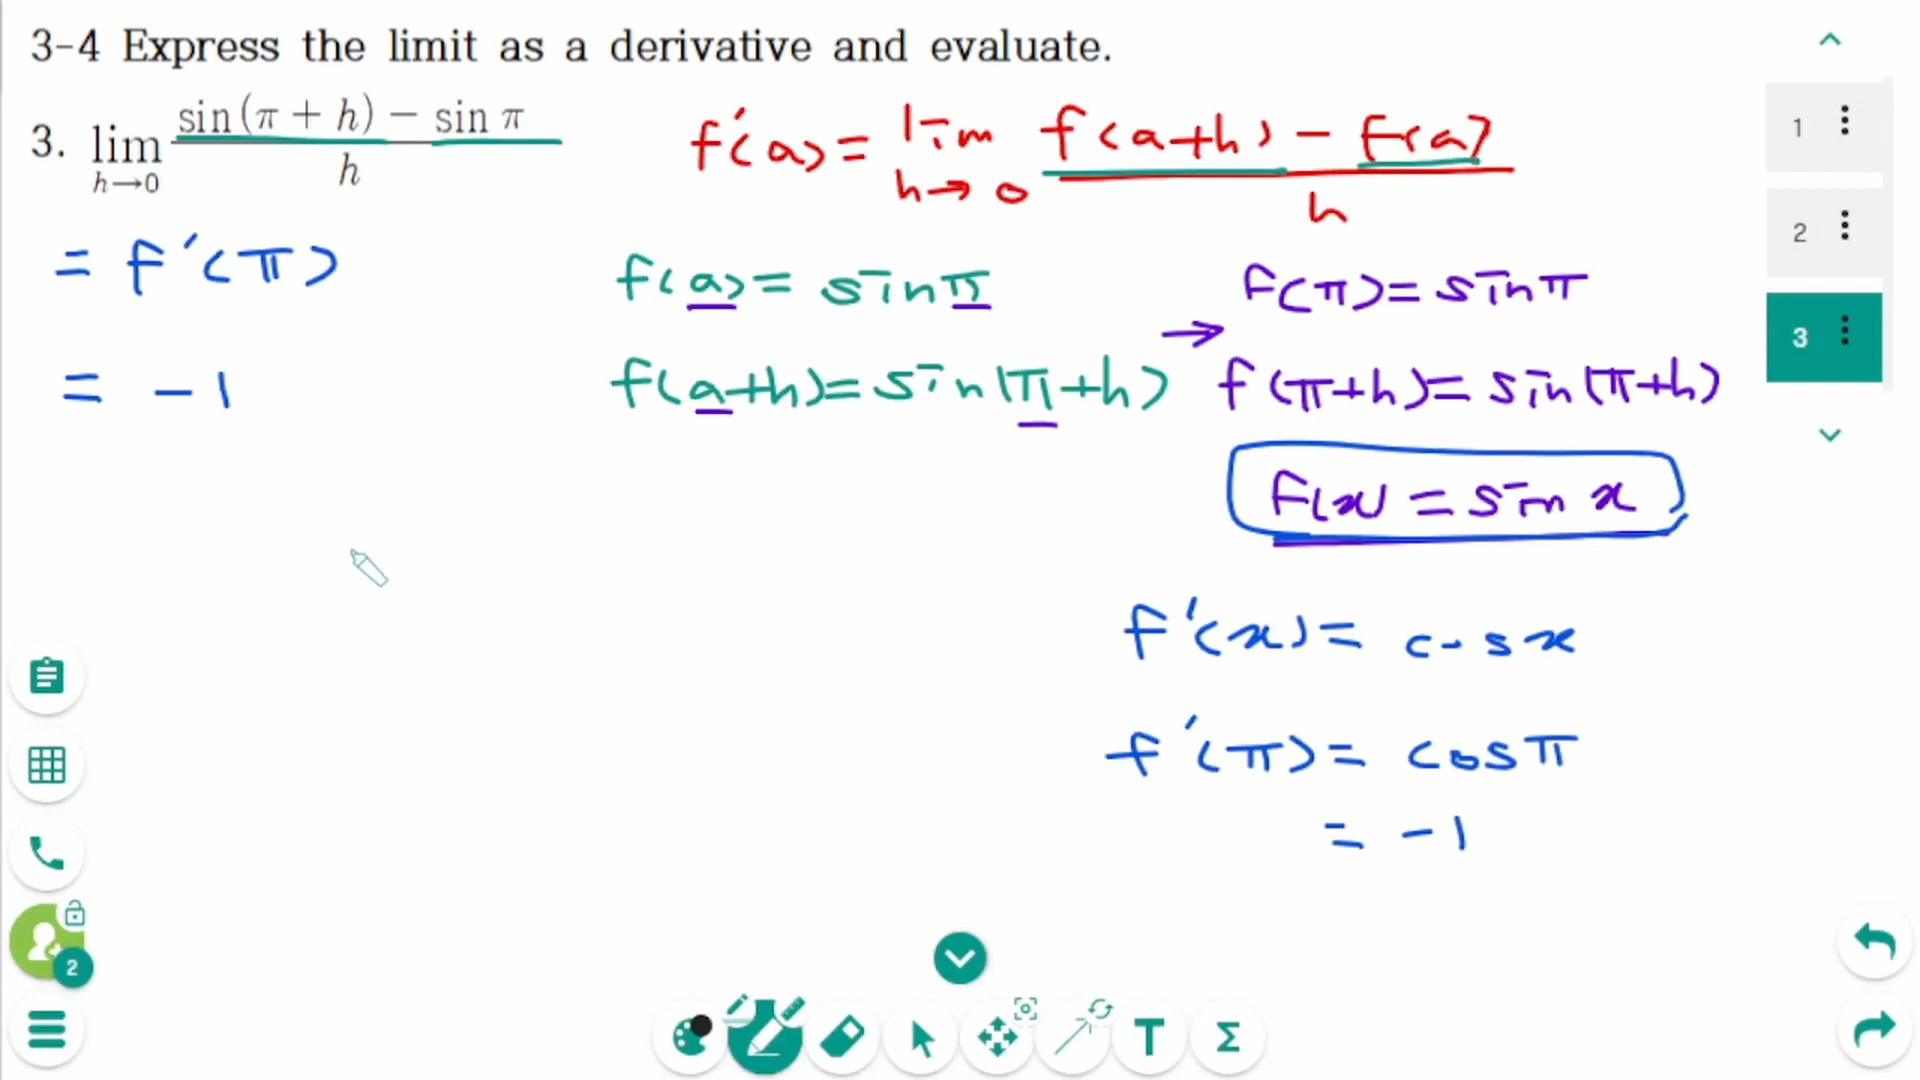 3-4 Express the limit as a derivative and evaluate.
3. lim h→0 (sin(π + h) − sin π)/h
f'(a) = lim h→0 (f(a+h) − f(a))/h
= f'(π)
= −1
f(a) = sin π
f(a+h) = sin(π+h)
→
f(π) = sin π
f(π+h) = sin(π+h)
f(x) = sin x
f'(x) = cos x
f'(π) = cos π
= −1
1
2
3
2
T
Σ